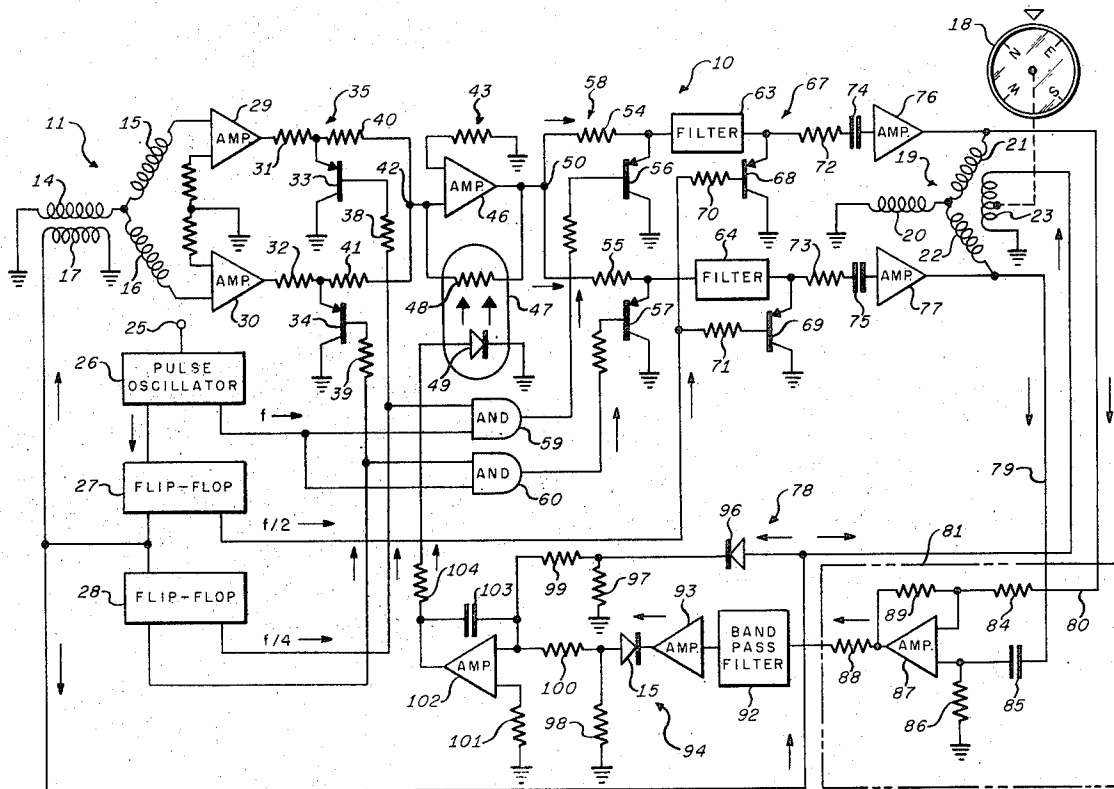 18
10
N
E
S
W
11
15
29
35
43
58
63
67
74
76
AMP.
31
40
54
FILTER
14
33
42
AMP.
46
50
56
70
68
72
AMP.
19
21
38
17
20
22
23
32
41
55
64
FILTER
73
16
AMP.
30
34
48
47
49
57
71
69
75
AMP.
77
25
39
26
PULSE
OSCILLATOR
f
AND
59
79
27
FLIP-FLOP
AND
60
f/2
78
96
81
28
FLIP-FLOP
104
99
97
103
93
89
84
80
f/4
AMP.
102
100
15
AMP.
BAND
PASS
FILTER
92
88
AMP.
87
85
86
101
98
94